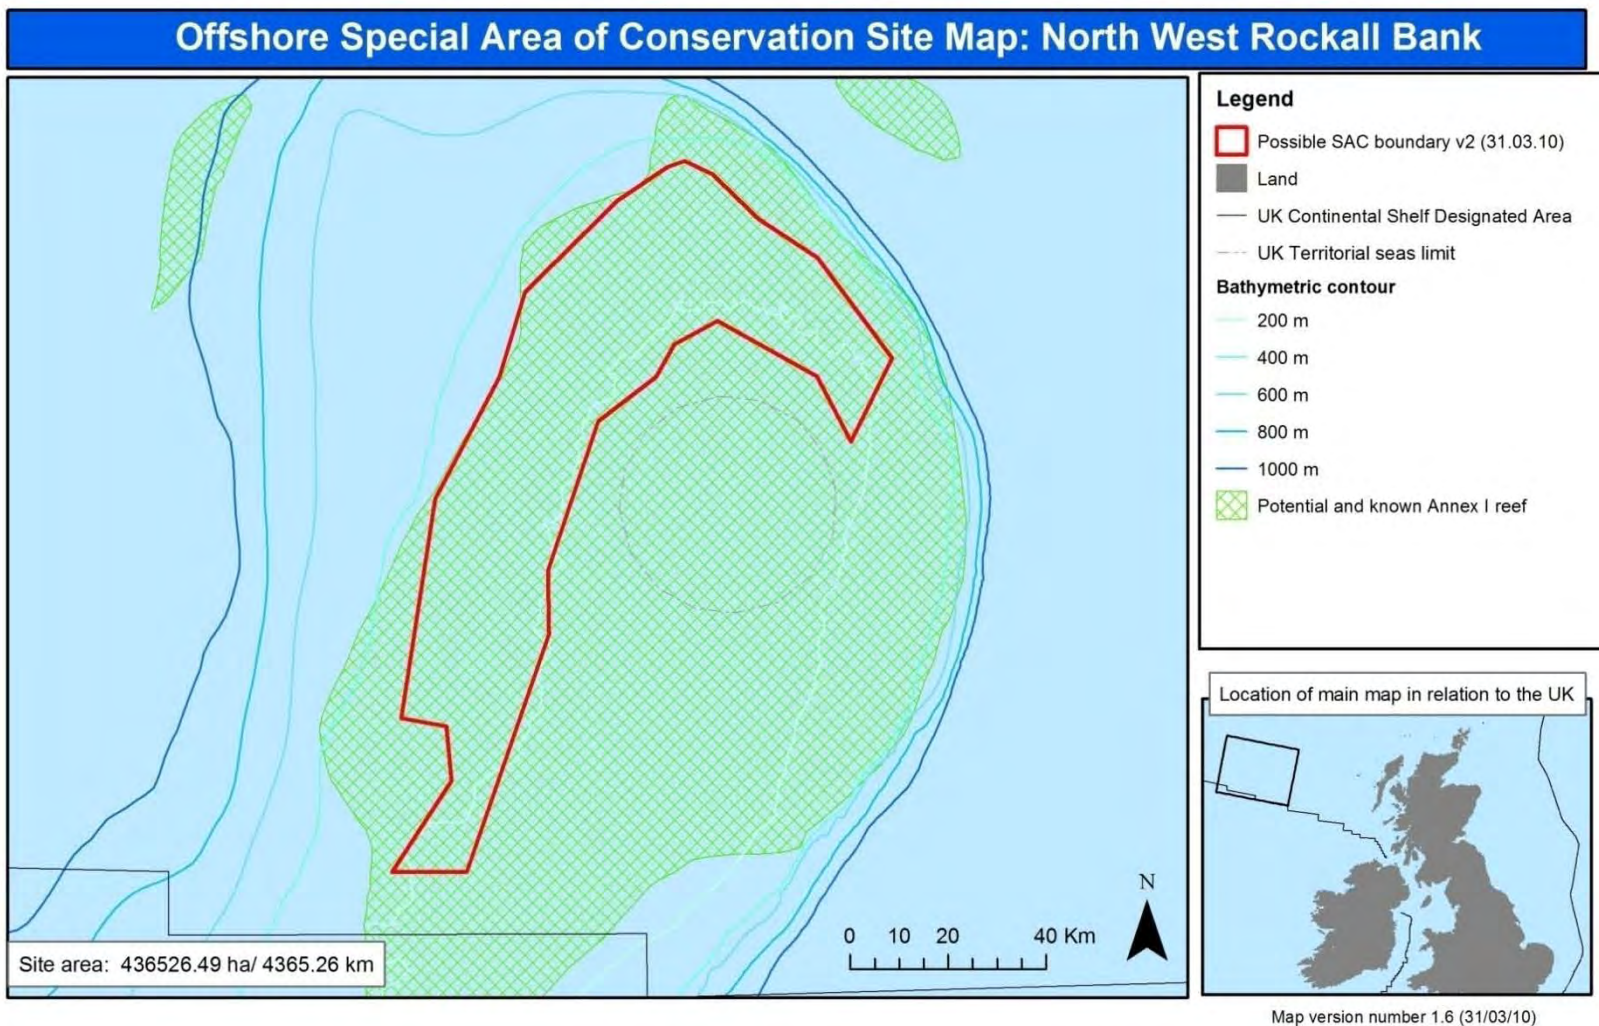 Offshore Special Area of Conservation Site Map: North West Rockall Bank
Legend
Possible SAC boundary v2 (31.03.10)
Land
UK Continental Shelf Designated Area
UK Territorial seas limit
Bathymetric contour
200 m
400 m
600 m
800 m
1000 m
Potential and known Annex I reef
Location of main map in relation to the UK
N
0 10 20 40 Km
Site area: 436526.49 ha/ 4365.26 km
Map version number 1.6 (31/03/10)